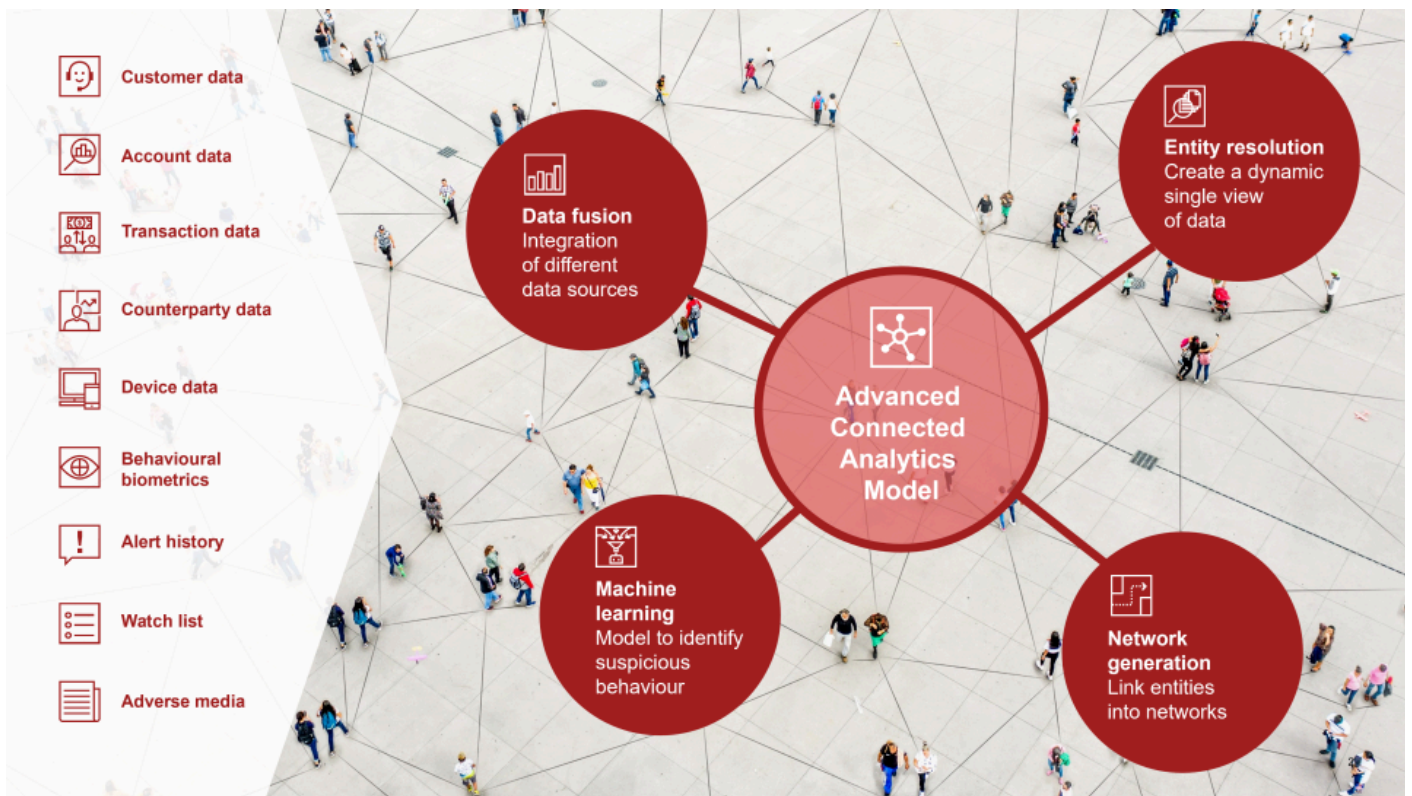 Customer data
Account data
Transaction data
Counterparty data
Device data
Behavioural
biometrics
Alert history
Watch list
Adverse media
Data fusion
Integration
of different
data sources
Entity resolution
Create a dynamic
single view
of data
Advanced
Connected
Analytics
Model
Machine
learning
Model to identify
suspicious
behaviour
Network
generation
Link entities
into networks